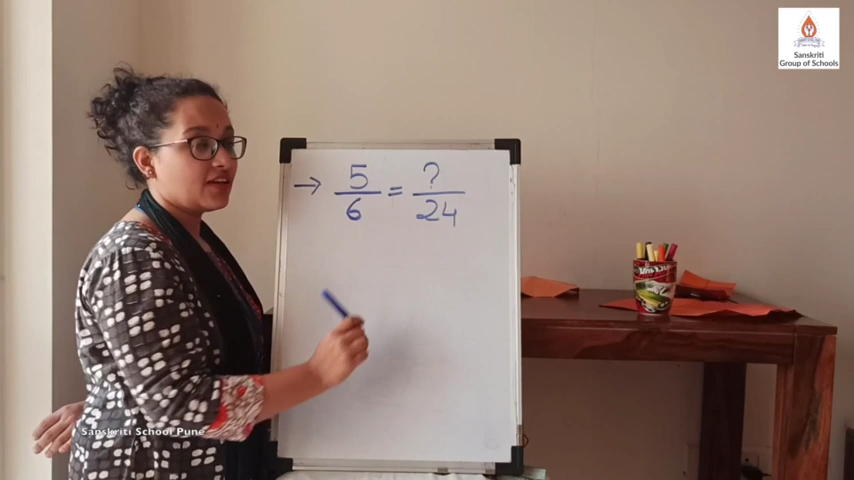 Sanskriti
Group of Schools
→ 5/6 = ?/24
Sanskriti School Pune